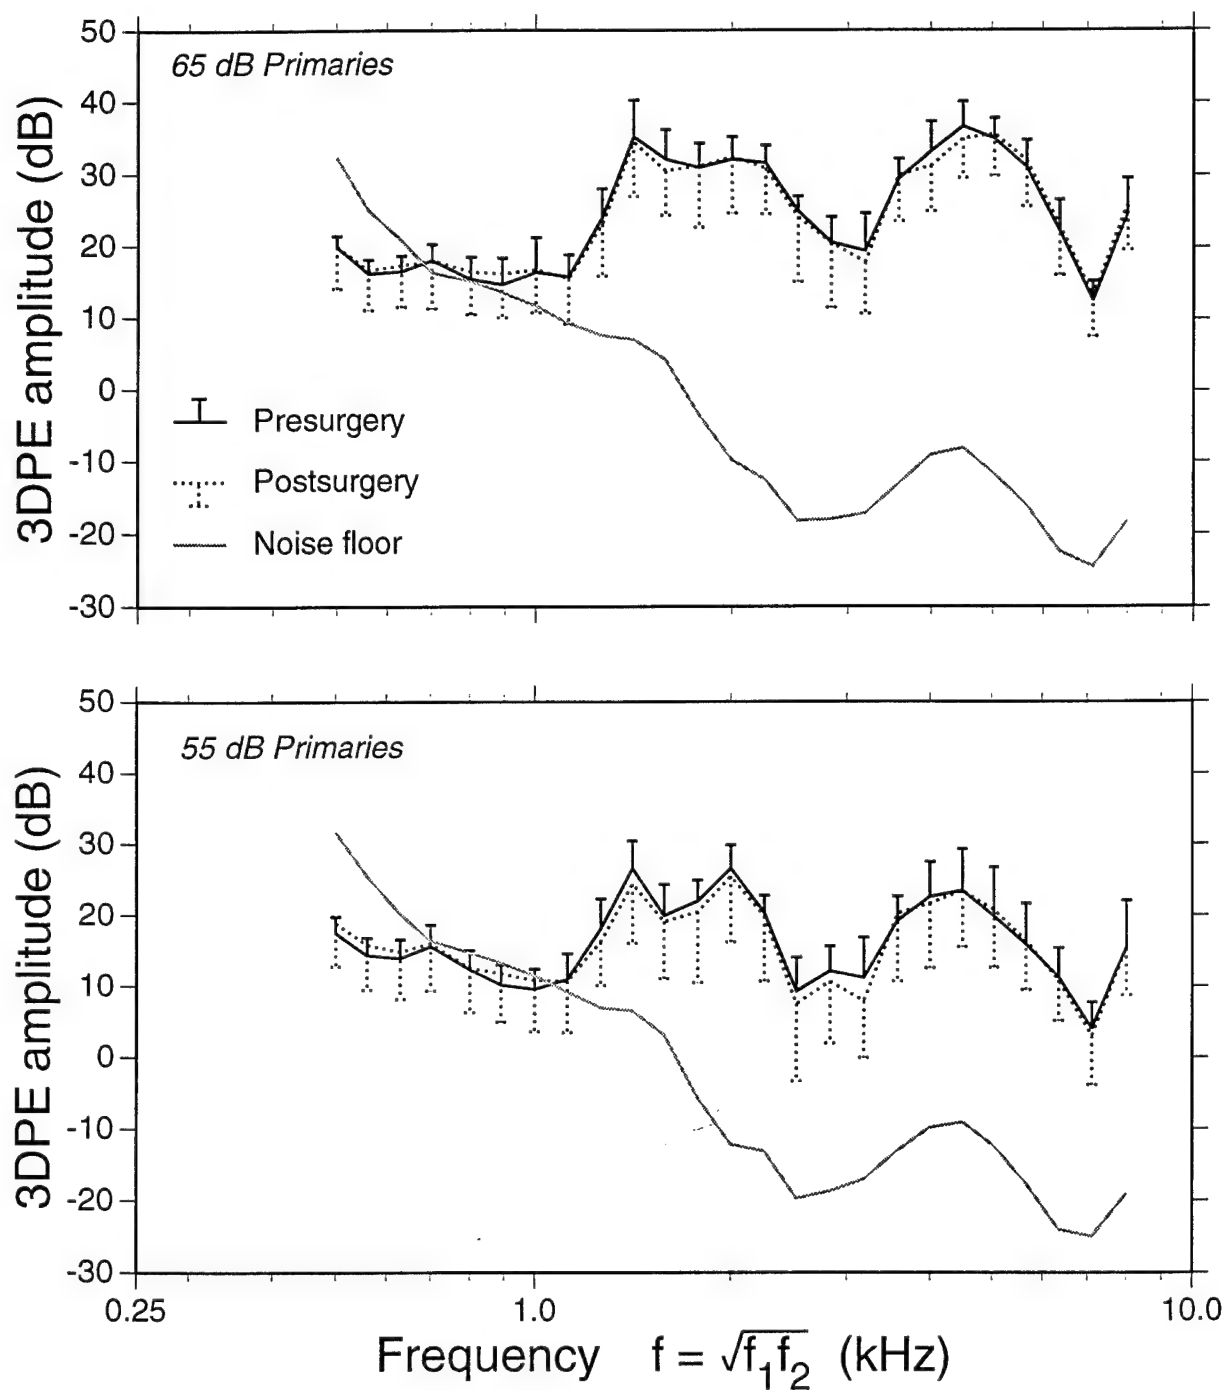 50
65 dB Primaries
40
30
20
10
0
-10
-20
-30
3DPE amplitude (dB)
Presurgery
Postsurgery
Noise floor
50
55 dB Primaries
40
30
20
10
0
-10
-20
-30
3DPE amplitude (dB)
0.25
1.0
10.0
Frequency f = √f₁f₂ (kHz)